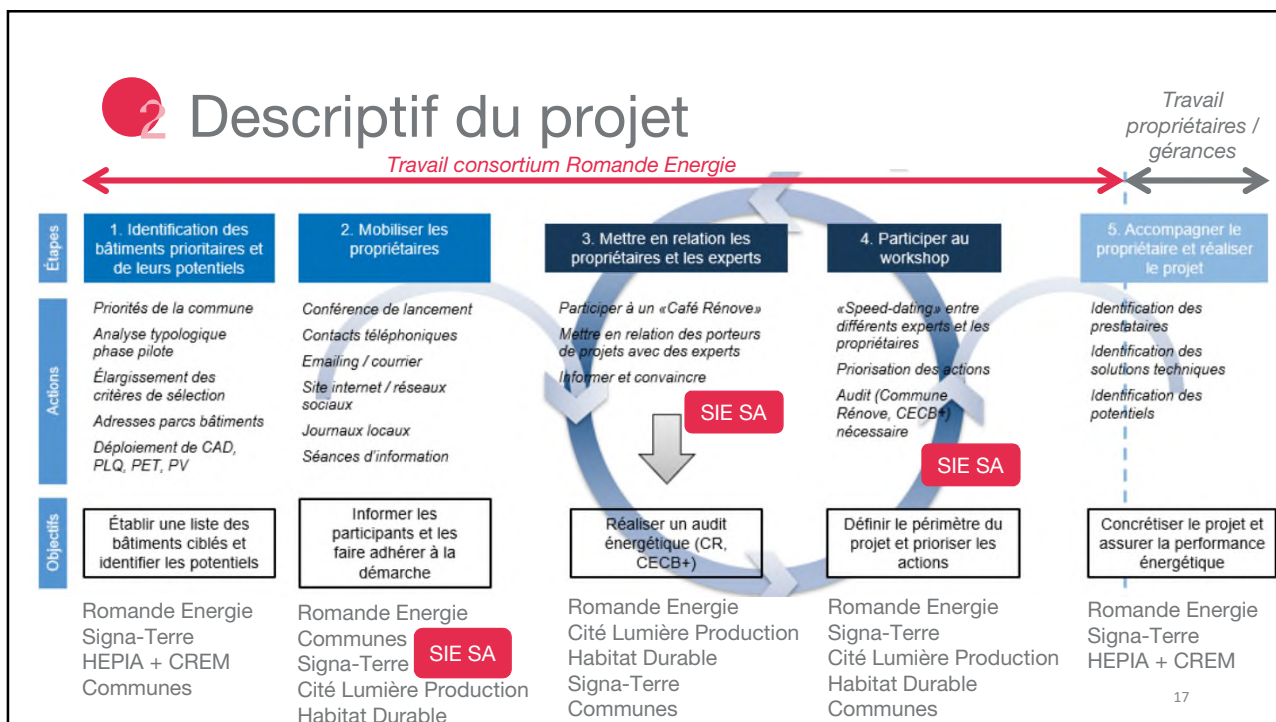 2 Descriptif du projet
Travail
propriétaires /
gérances
Travail consortium Romande Energie
Étapes
1. Identification des
bâtiments prioritaires et
de leurs potentiels
2. Mobiliser les
propriétaires
3. Mettre en relation les
propriétaires et les experts
4. Participer au
workshop
5. Accompagner le
propriétaire et réaliser
le projet
Actions
Priorités de la commune
Analyse typologique
phase pilote
Élargissement des
critères de sélection
Adresses parcs bâtiments
Déploiement de CAD,
PLQ, PET, PV
Conférence de lancement
Contacts téléphoniques
Emailing / courrier
Site internet / réseaux
sociaux
Journaux locaux
Séances d'information
Participer à un «Café Rénove»
Mettre en relation des porteurs
de projets avec des experts
Informer et convaincre
SIE SA
«Speed-dating» entre
différents experts et les
propriétaires
Priorisation des actions
Audit (Commune
Rénove, CECB+)
nécessaire
SIE SA
Identification des
prestataires
Identification des
solutions techniques
Identification des
potentiels
Objectifs
Établir une liste des
bâtiments ciblés et
identifier les potentiels
Informer les
participants et les
faire adhérer à la
démarche
Réaliser un audit
énergétique (CR,
CECB+)
Définir le périmètre du
projet et prioriser les
actions
Concrétiser le projet et
assurer la performance
énergétique
Romande Energie
Signa-Terre
HEPIA + CREM
Communes
Romande Energie
Communes
Signa-Terre
Cité Lumière Production
Habitat Durable
SIE SA
Romande Energie
Cité Lumière Production
Habitat Durable
Signa-Terre
Communes
Romande Energie
Signa-Terre
Cité Lumière Production
Habitat Durable
Communes
Romande Energie
Signa-Terre
HEPIA + CREM
17